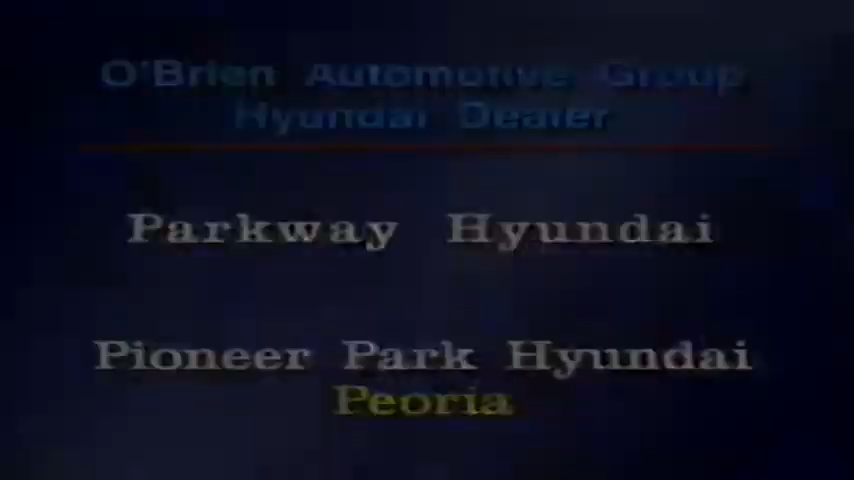 O'Brien Automotive Group
Hyundai Dealer
Parkway Hyundai
Pioneer Park Hyundai
Peoria